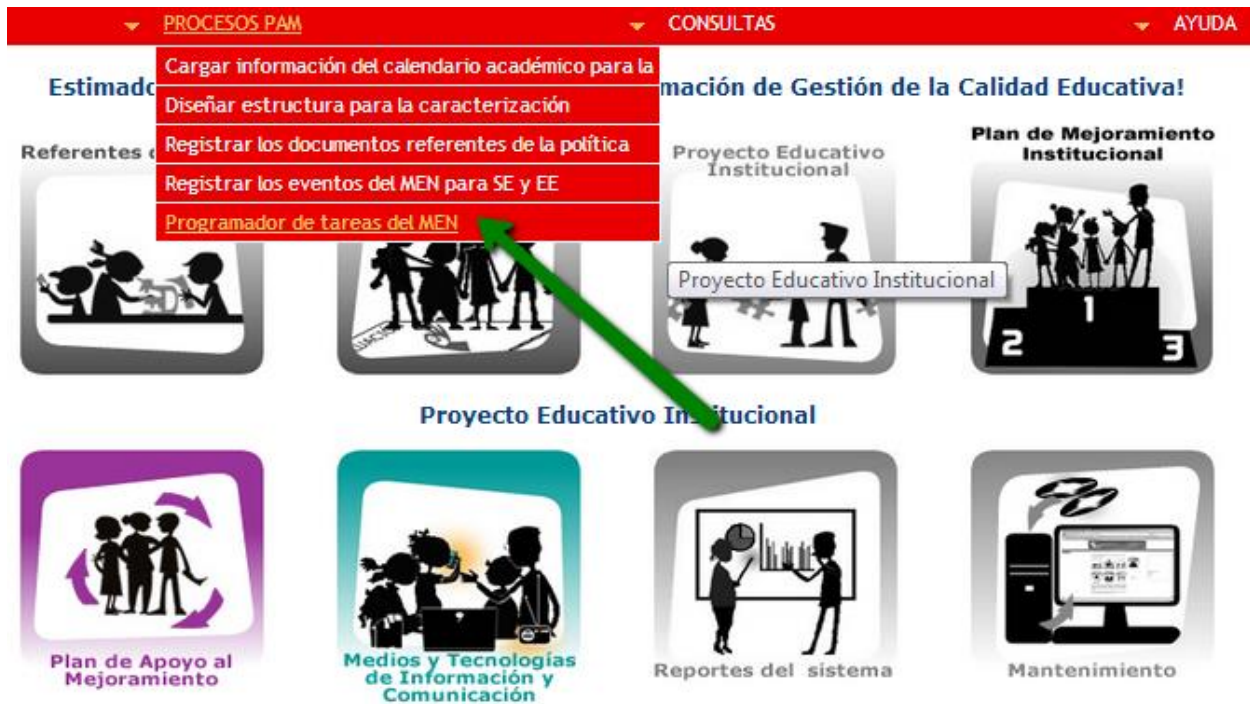 PROCESOS PAM CONSULTAS AYUDA
Cargar información del calendario académico para la
Diseñar estructura para la caracterización
Registrar los documentos referentes de la política
Registrar los eventos del MEN para SE y EE
Programador de tareas del MEN
Gestión de la Calidad Educativa!
Referentes
Proyecto Educativo
Institucional
Plan de Mejoramiento
Institucional
Proyecto Educativo Institucional
1
2
3
Proyecto Educativo Institucional
Plan de Apoyo al
Mejoramiento
Medios y Tecnologías
de Información y
Comunicación
Reportes del sistema
Mantenimiento